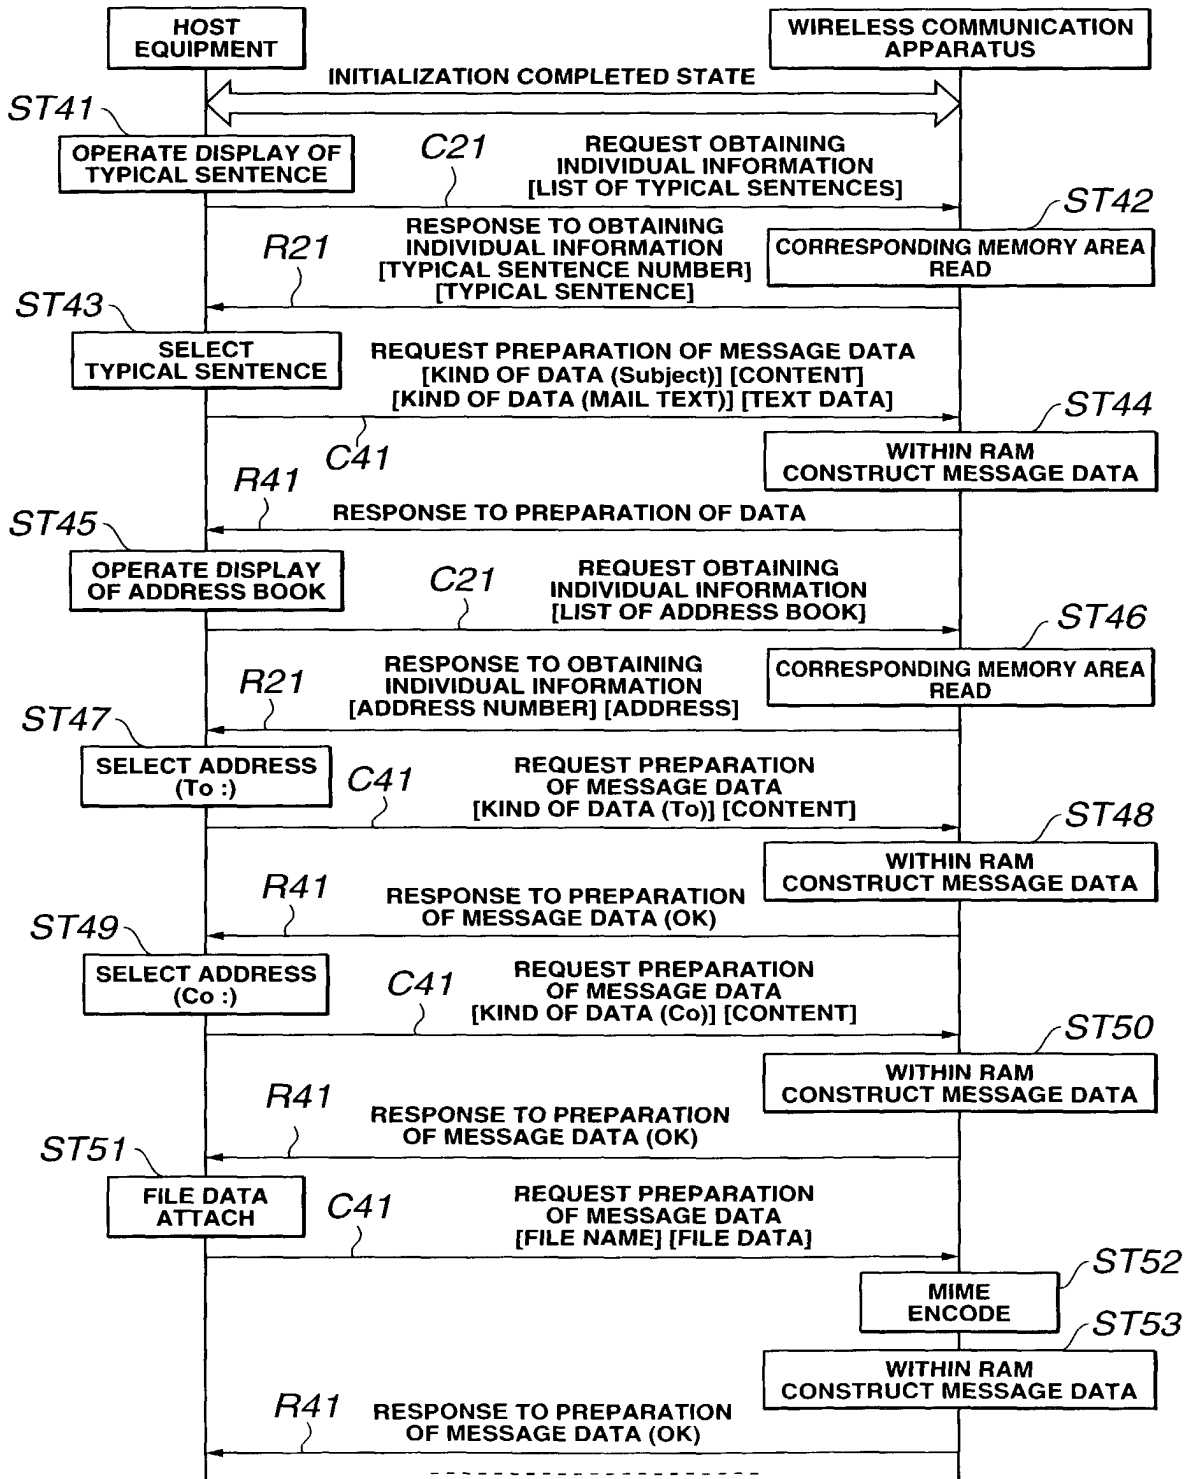 HOST
EQUIPMENT
WIRELESS COMMUNICATION
APPARATUS
INITIALIZATION COMPLETED STATE
ST41
OPERATE DISPLAY OF
TYPICAL SENTENCE
C21
REQUEST OBTAINING
INDIVIDUAL INFORMATION
[LIST OF TYPICAL SENTENCES]
ST42
CORRESPONDING MEMORY AREA
READ
R21
RESPONSE TO OBTAINING
INDIVIDUAL INFORMATION
[TYPICAL SENTENCE NUMBER]
[TYPICAL SENTENCE]
ST43
SELECT
TYPICAL SENTENCE
REQUEST PREPARATION OF MESSAGE DATA
[KIND OF DATA (Subject)] [CONTENT]
[KIND OF DATA (MAIL TEXT)] [TEXT DATA]
C41
ST44
WITHIN RAM
CONSTRUCT MESSAGE DATA
R41
RESPONSE TO PREPARATION OF DATA
ST45
OPERATE DISPLAY
OF ADDRESS BOOK
C21
REQUEST OBTAINING
INDIVIDUAL INFORMATION
[LIST OF ADDRESS BOOK]
ST46
CORRESPONDING MEMORY AREA
READ
R21
RESPONSE TO OBTAINING
INDIVIDUAL INFORMATION
[ADDRESS NUMBER] [ADDRESS]
ST47
SELECT ADDRESS
(To :)
C41
REQUEST PREPARATION
OF MESSAGE DATA
[KIND OF DATA (To)] [CONTENT]
ST48
WITHIN RAM
CONSTRUCT MESSAGE DATA
R41
RESPONSE TO PREPARATION
OF MESSAGE DATA (OK)
ST49
SELECT ADDRESS
(Co :)
C41
REQUEST PREPARATION
OF MESSAGE DATA
[KIND OF DATA (Co)] [CONTENT]
ST50
WITHIN RAM
CONSTRUCT MESSAGE DATA
R41
RESPONSE TO PREPARATION
OF MESSAGE DATA (OK)
ST51
FILE DATA
ATTACH
C41
REQUEST PREPARATION
OF MESSAGE DATA
[FILE NAME] [FILE DATA]
ST52
MIME
ENCODE
ST53
WITHIN RAM
CONSTRUCT MESSAGE DATA
R41
RESPONSE TO PREPARATION
OF MESSAGE DATA (OK)